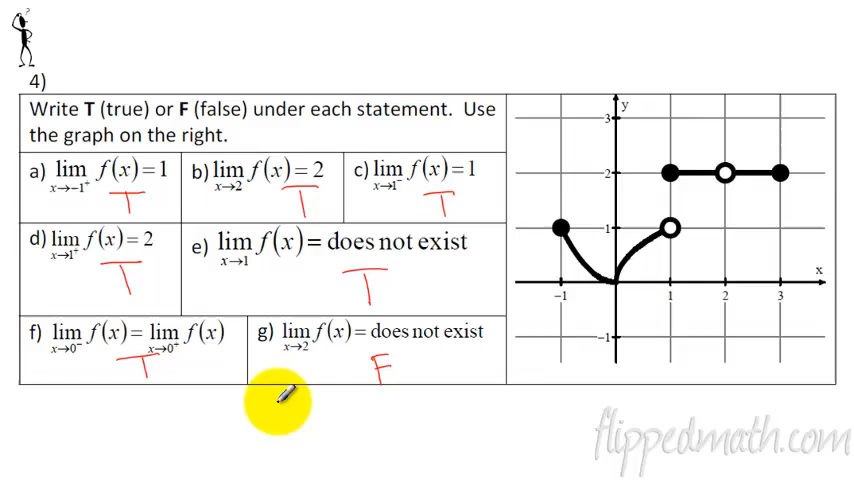 4)
Write T (true) or F (false) under each statement. Use
the graph on the right.
a) lim x→−1⁺ f(x) = 1
T
b) lim x→2 f(x) = 2
T
c) lim x→1⁻ f(x) = 1
T
d) lim x→1⁺ f(x) = 2
T
e) lim x→1 f(x) = does not exist
T
f) lim x→0⁻ f(x) = lim x→0⁺ f(x)
T
g) lim x→2 f(x) = does not exist
F
y
3
2
1
−1
x
−1 1 2 3
flippedmath.com